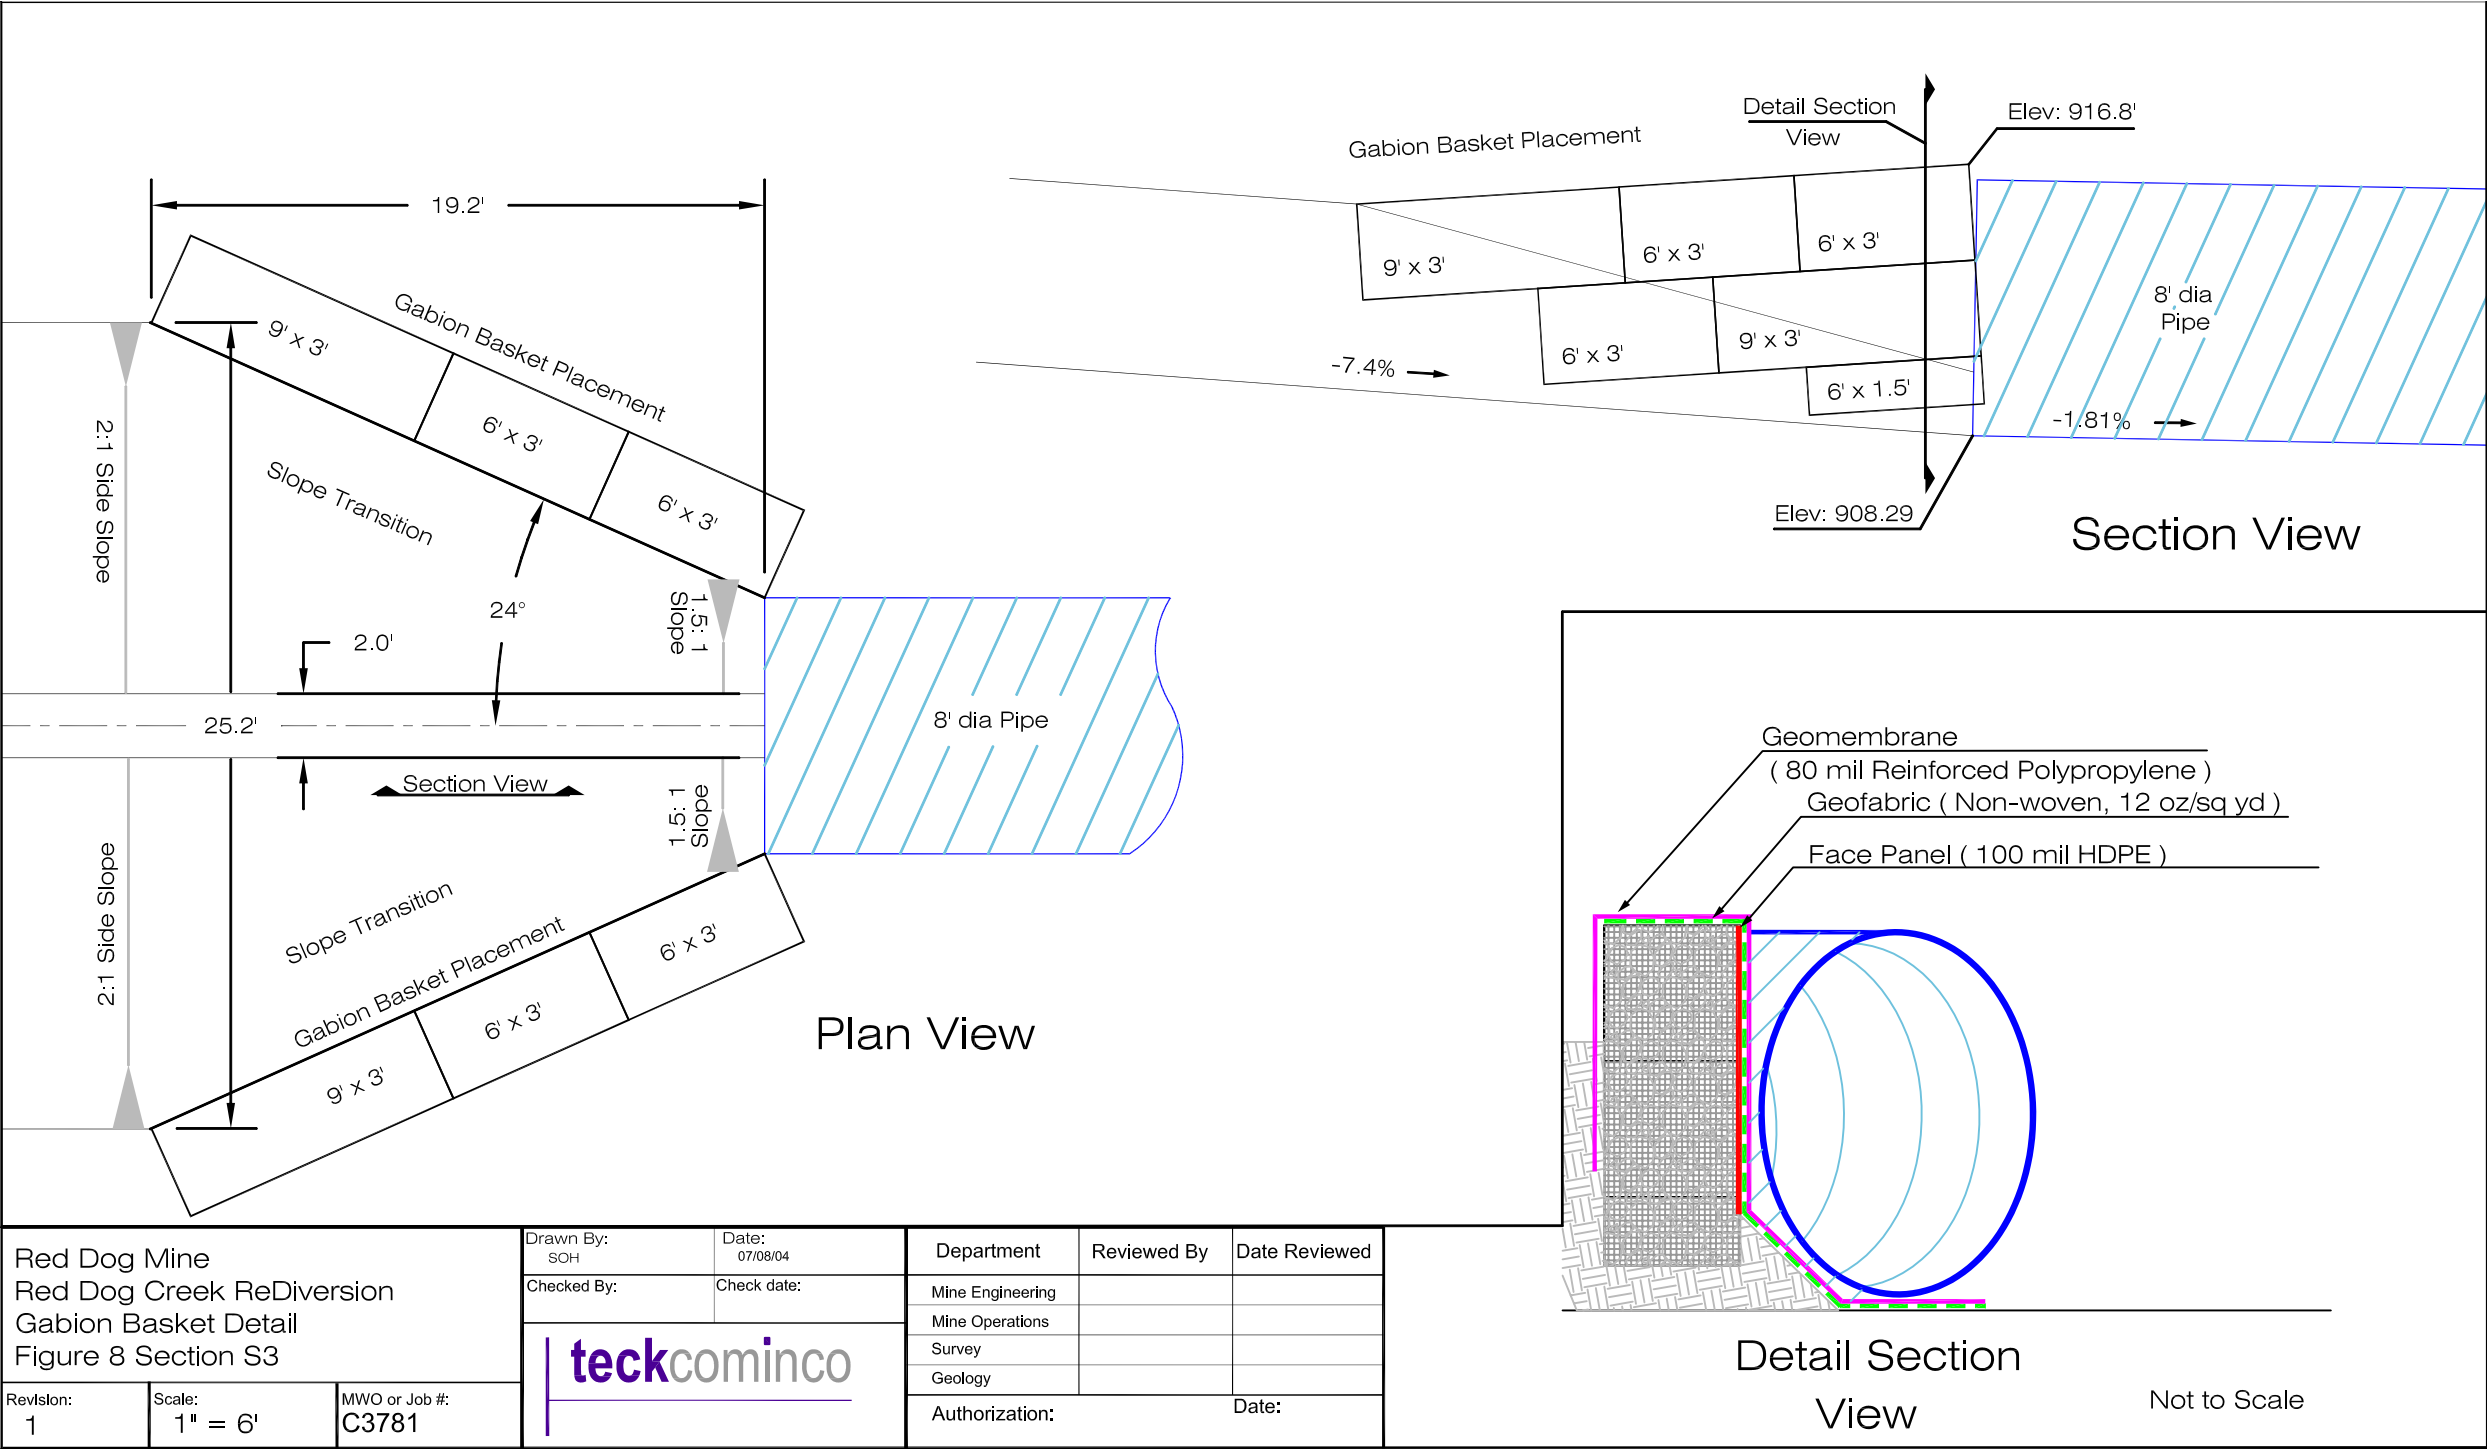 19.2'
Gabion Basket Placement
9' x 3'
6' x 3'
6' x 3'
2:1 Side Slope
Slope Transition
24°
1.5: 1
Slope
2.0'
25.2'
8' dia Pipe
Section View
1.5: 1
Slope
2:1 Side Slope
Slope Transition
Gabion Basket Placement
6' x 3'
6' x 3'
9' x 3'
Plan View
Gabion Basket Placement
Detail Section
View
Elev: 916.8'
9' x 3'
6' x 3'
6' x 3'
6' x 3'
9' x 3'
6' x 1.5'
8' dia
Pipe
-7.4%
-1.81%
Elev: 908.29
Section View
Geomembrane
( 80 mil Reinforced Polypropylene )
Geofabric ( Non-woven, 12 oz/sq yd )
Face Panel ( 100 mil HDPE )
Detail Section
View
Not to Scale
Red Dog Mine
Red Dog Creek ReDiversion
Gabion Basket Detail
Figure 8 Section S3
Revision:
1
Scale:
1" = 6'
MWO or Job #:
C3781
Drawn By:
SOH
Date:
07/08/04
Checked By:
Check date:
teckcominco
Department
Reviewed By
Date Reviewed
Mine Engineering
Mine Operations
Survey
Geology
Authorization:
Date: